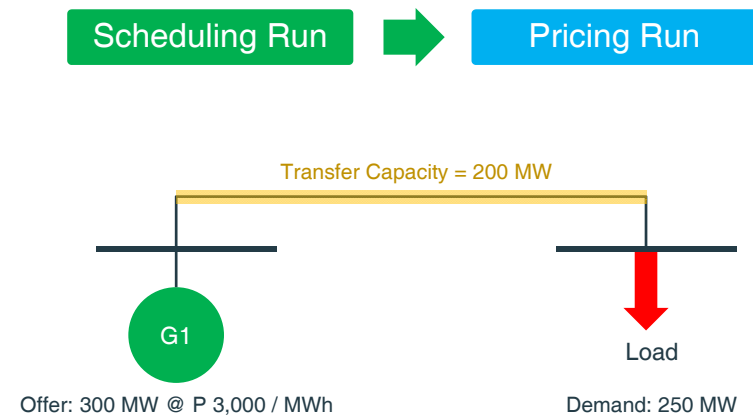 Scheduling Run
Pricing Run
Transfer Capacity = 200 MW
G1
Load
Offer: 300 MW @ P 3,000 / MWh
Demand: 250 MW